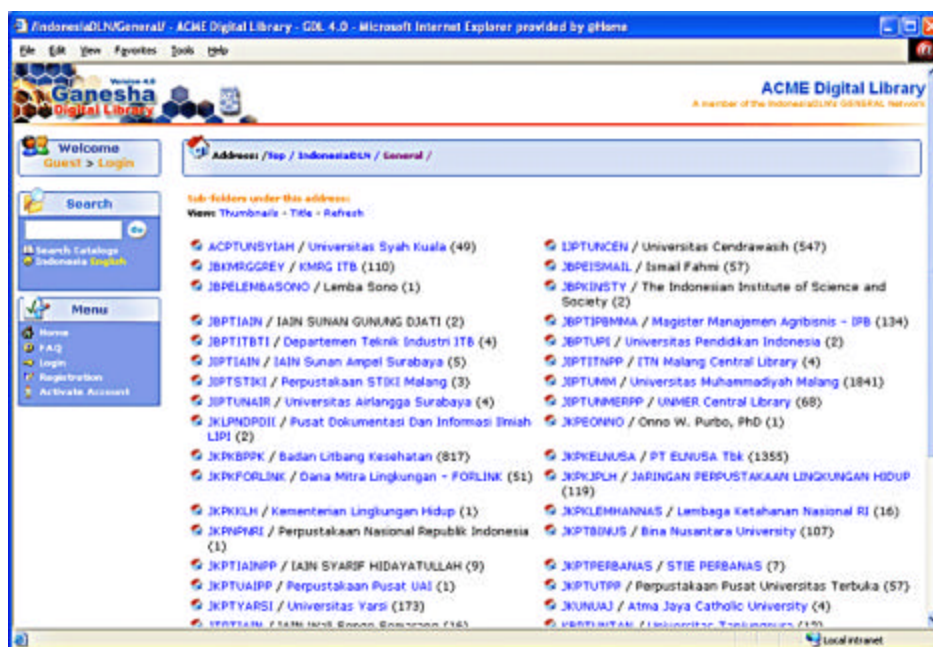 /IndonesiaDLN/General/ - ACME Digital Library - GDL 4.0 - Microsoft Internet Explorer provided by @Home
File Edit View Favorites Tools Help
Version 4.0
Ganesha
Digital Library
ACME Digital Library
A member of the IndonesiaDLN's GENERAL Network
Welcome
Guest > Login
Address: /Top / IndonesiaDLN / General /
Search
Go
Search Catalogs
Indonesia English
Menu
Home
FAQ
Login
Registration
Activate Account
Sub-folders under this address:
View: Thumbnails - Title - Refresh
ACPTUNSYIAH / Universitas Syah Kuala (49)
IJPTUNCEN / Universitas Cendrawasih (547)
JBKMRGGREY / KMRG ITB (110)
JBPEISMAIL / Ismail Fahmi (57)
JBPELEMBASONO / Lemba Sono (1)
JBPKINSTY / The Indonesian Institute of Science and
Society (2)
JBPTIAIN / IAIN SUNAN GUNUNG DJATI (2)
JBPTIPBMMA / Magister Manajemen Agribisnis - IPB (134)
JBPTITBTI / Departemen Teknik Industri ITB (4)
JBPTUPI / Universitas Pendidikan Indonesia (2)
JIPTIAIN / IAIN Sunan Ampel Surabaya (5)
JIPTITNPP / ITN Malang Central Library (4)
JIPTSTIKI / Perpustakaan STIKI Malang (3)
JIPTUMM / Universitas Muhammadiyah Malang (1841)
JIPTUNAIR / Universitas Airlangga Surabaya (4)
JIPTUNMERPP / UNMER Central Library (68)
JKLPNDPDII / Pusat Dokumentasi Dan Informasi Ilmiah
LIPI (2)
JKPEONNO / Onno W. Purbo, PhD (1)
JKPKBPPK / Badan Litbang Kesehatan (817)
JKPKELNUSA / PT ELNUSA Tbk (1355)
JKPKFORLINK / Dana Mitra Lingkungan - FORLINK (51)
JKPKJPLH / JARINGAN PERPUSTAKAAN LINGKUNGAN HIDUP
(119)
JKPKKLH / Kementerian Lingkungan Hidup (1)
JKPKLEMHANNAS / Lembaga Ketahanan Nasional RI (16)
JKPNPNRI / Perpustakaan Nasional Republik Indonesia
(1)
JKPTBINUS / Bina Nusantara University (107)
JKPTIAINPP / IAIN SYARIF HIDAYATULLAH (9)
JKPTPERBANAS / STIE PERBANAS (7)
JKPTUAIPP / Perpustakaan Pusat UAI (1)
JKPTUTPP / Perpustakaan Pusat Universitas Terbuka (57)
JKPTYARSI / Universitas Yarsi (173)
JKUNUAJ / Atma Jaya Catholic University (4)
Local intranet